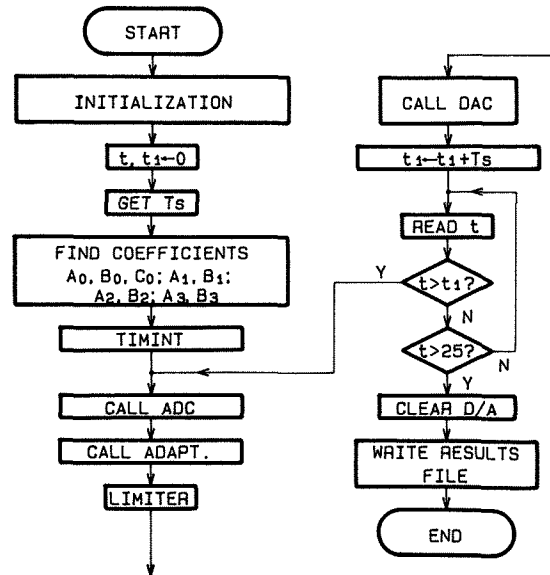 START
INITIALIZATION
t, t₁←0
GET Ts
FIND COEFFICIENTS
A₀, B₀, C₀; A₁, B₁;
A₂, B₂; A₃, B₃
TIMINT
CALL ADC
CALL ADAPT.
LIMITER
CALL DAC
t₁←t₁+Ts
READ t
Y
t>t₁?
N
t>25?
N
Y
CLEAR D/A
WRITE RESULTS
FILE
END